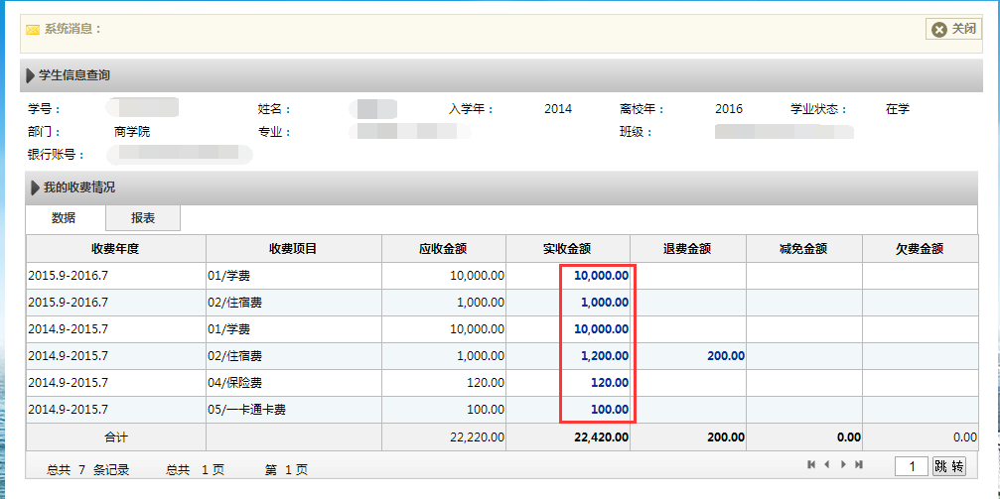 系统消息：
关闭
学生信息查询
学号： 姓名： 入学年： 2014 离校年： 2016 学业状态： 在学
部门： 商学院 专业： 班级：
银行账号：
我的收费情况
数据 报表
收费年度 收费项目 应收金额 实收金额 退费金额 减免金额 欠费金额
2015.9-2016.7 01/学费 10,000.00 10,000.00
2015.9-2016.7 02/住宿费 1,000.00 1,000.00
2014.9-2015.7 01/学费 10,000.00 10,000.00
2014.9-2015.7 02/住宿费 1,000.00 1,200.00 200.00
2014.9-2015.7 04/保险费 120.00 120.00
2014.9-2015.7 05/一卡通卡费 100.00 100.00
合计 22,220.00 22,420.00 200.00 0.00 0.00
总共 7 条记录 总共 1 页 第 1 页 1 跳 转